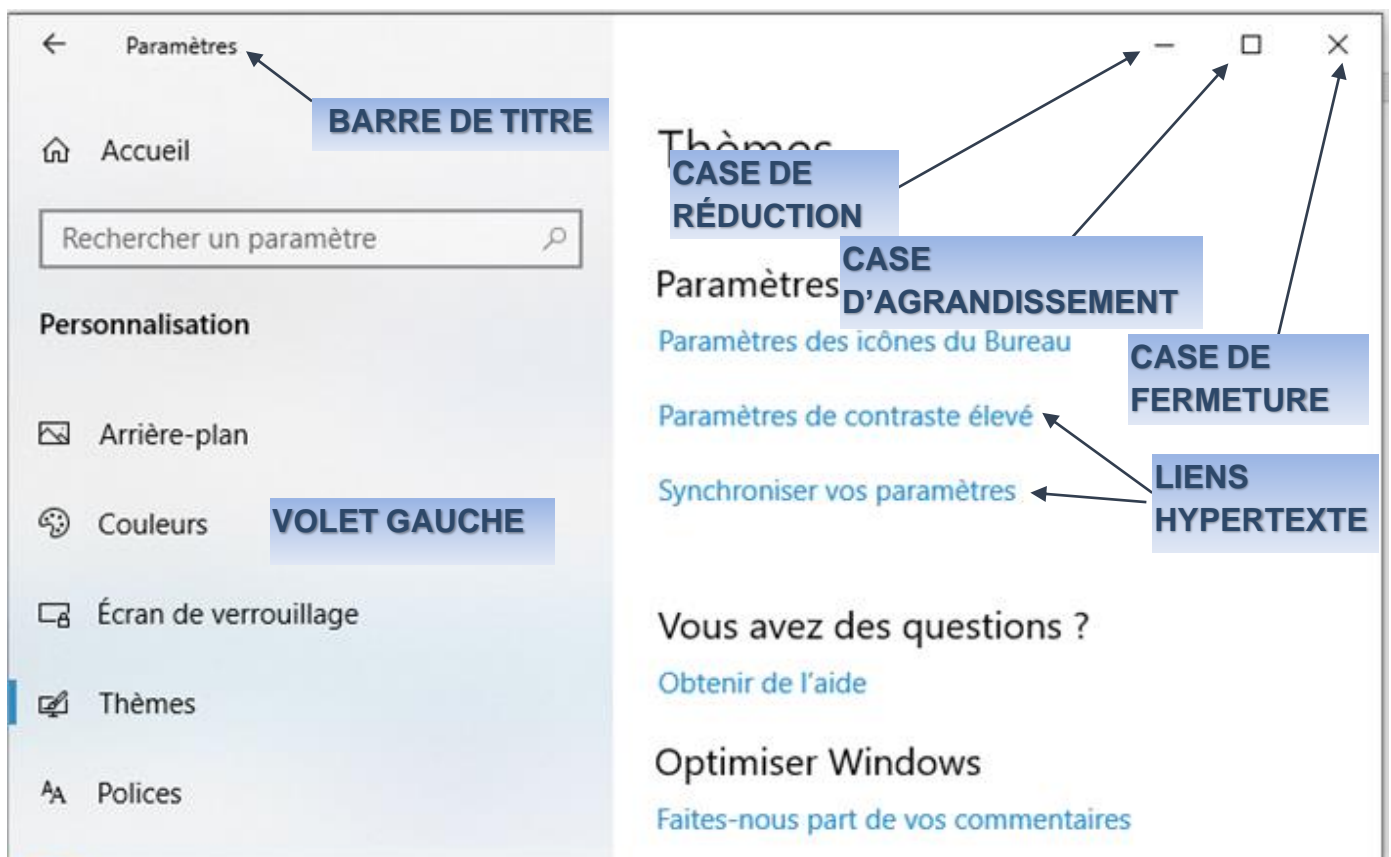 Paramètres
BARRE DE TITRE
Accueil
Rechercher un paramètre
Personnalisation
Arrière-plan
Couleurs
VOLET GAUCHE
Écran de verrouillage
Thèmes
Polices
Thèmes
CASE DE
RÉDUCTION
CASE
D'AGRANDISSEMENT
Paramètres
Paramètres des icônes du Bureau
CASE DE
FERMETURE
Paramètres de contraste élevé
Synchroniser vos paramètres
LIENS
HYPERTEXTE
Vous avez des questions ?
Obtenir de l'aide
Optimiser Windows
Faites-nous part de vos commentaires